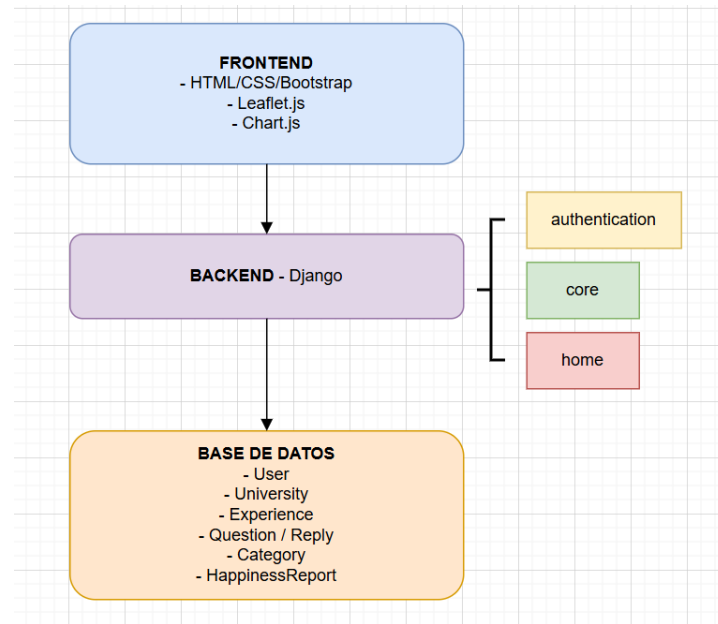 FRONTEND
- HTML/CSS/Bootstrap
- Leaflet.js
- Chart.js
BACKEND - Django
authentication
core
home
BASE DE DATOS
- User
- University
- Experience
- Question / Reply
- Category
- HappinessReport